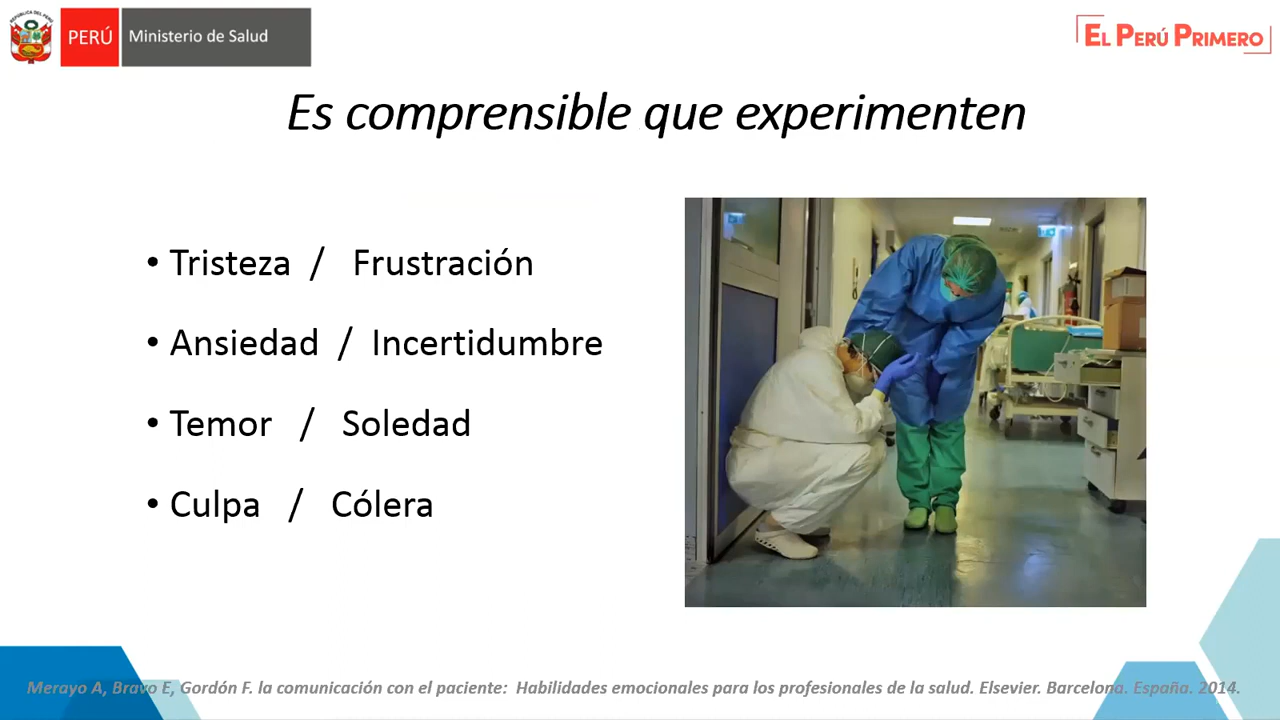 PERÚ Ministerio de Salud
EL PERÚ PRIMERO
Es comprensible que experimenten
• Tristeza / Frustración
• Ansiedad / Incertidumbre
• Temor / Soledad
• Culpa / Cólera
Merayo A, Bravo E, Gordón F. la comunicación con el paciente: Habilidades emocionales para los profesionales de la salud. Elsevier. Barcelona. España. 2014.